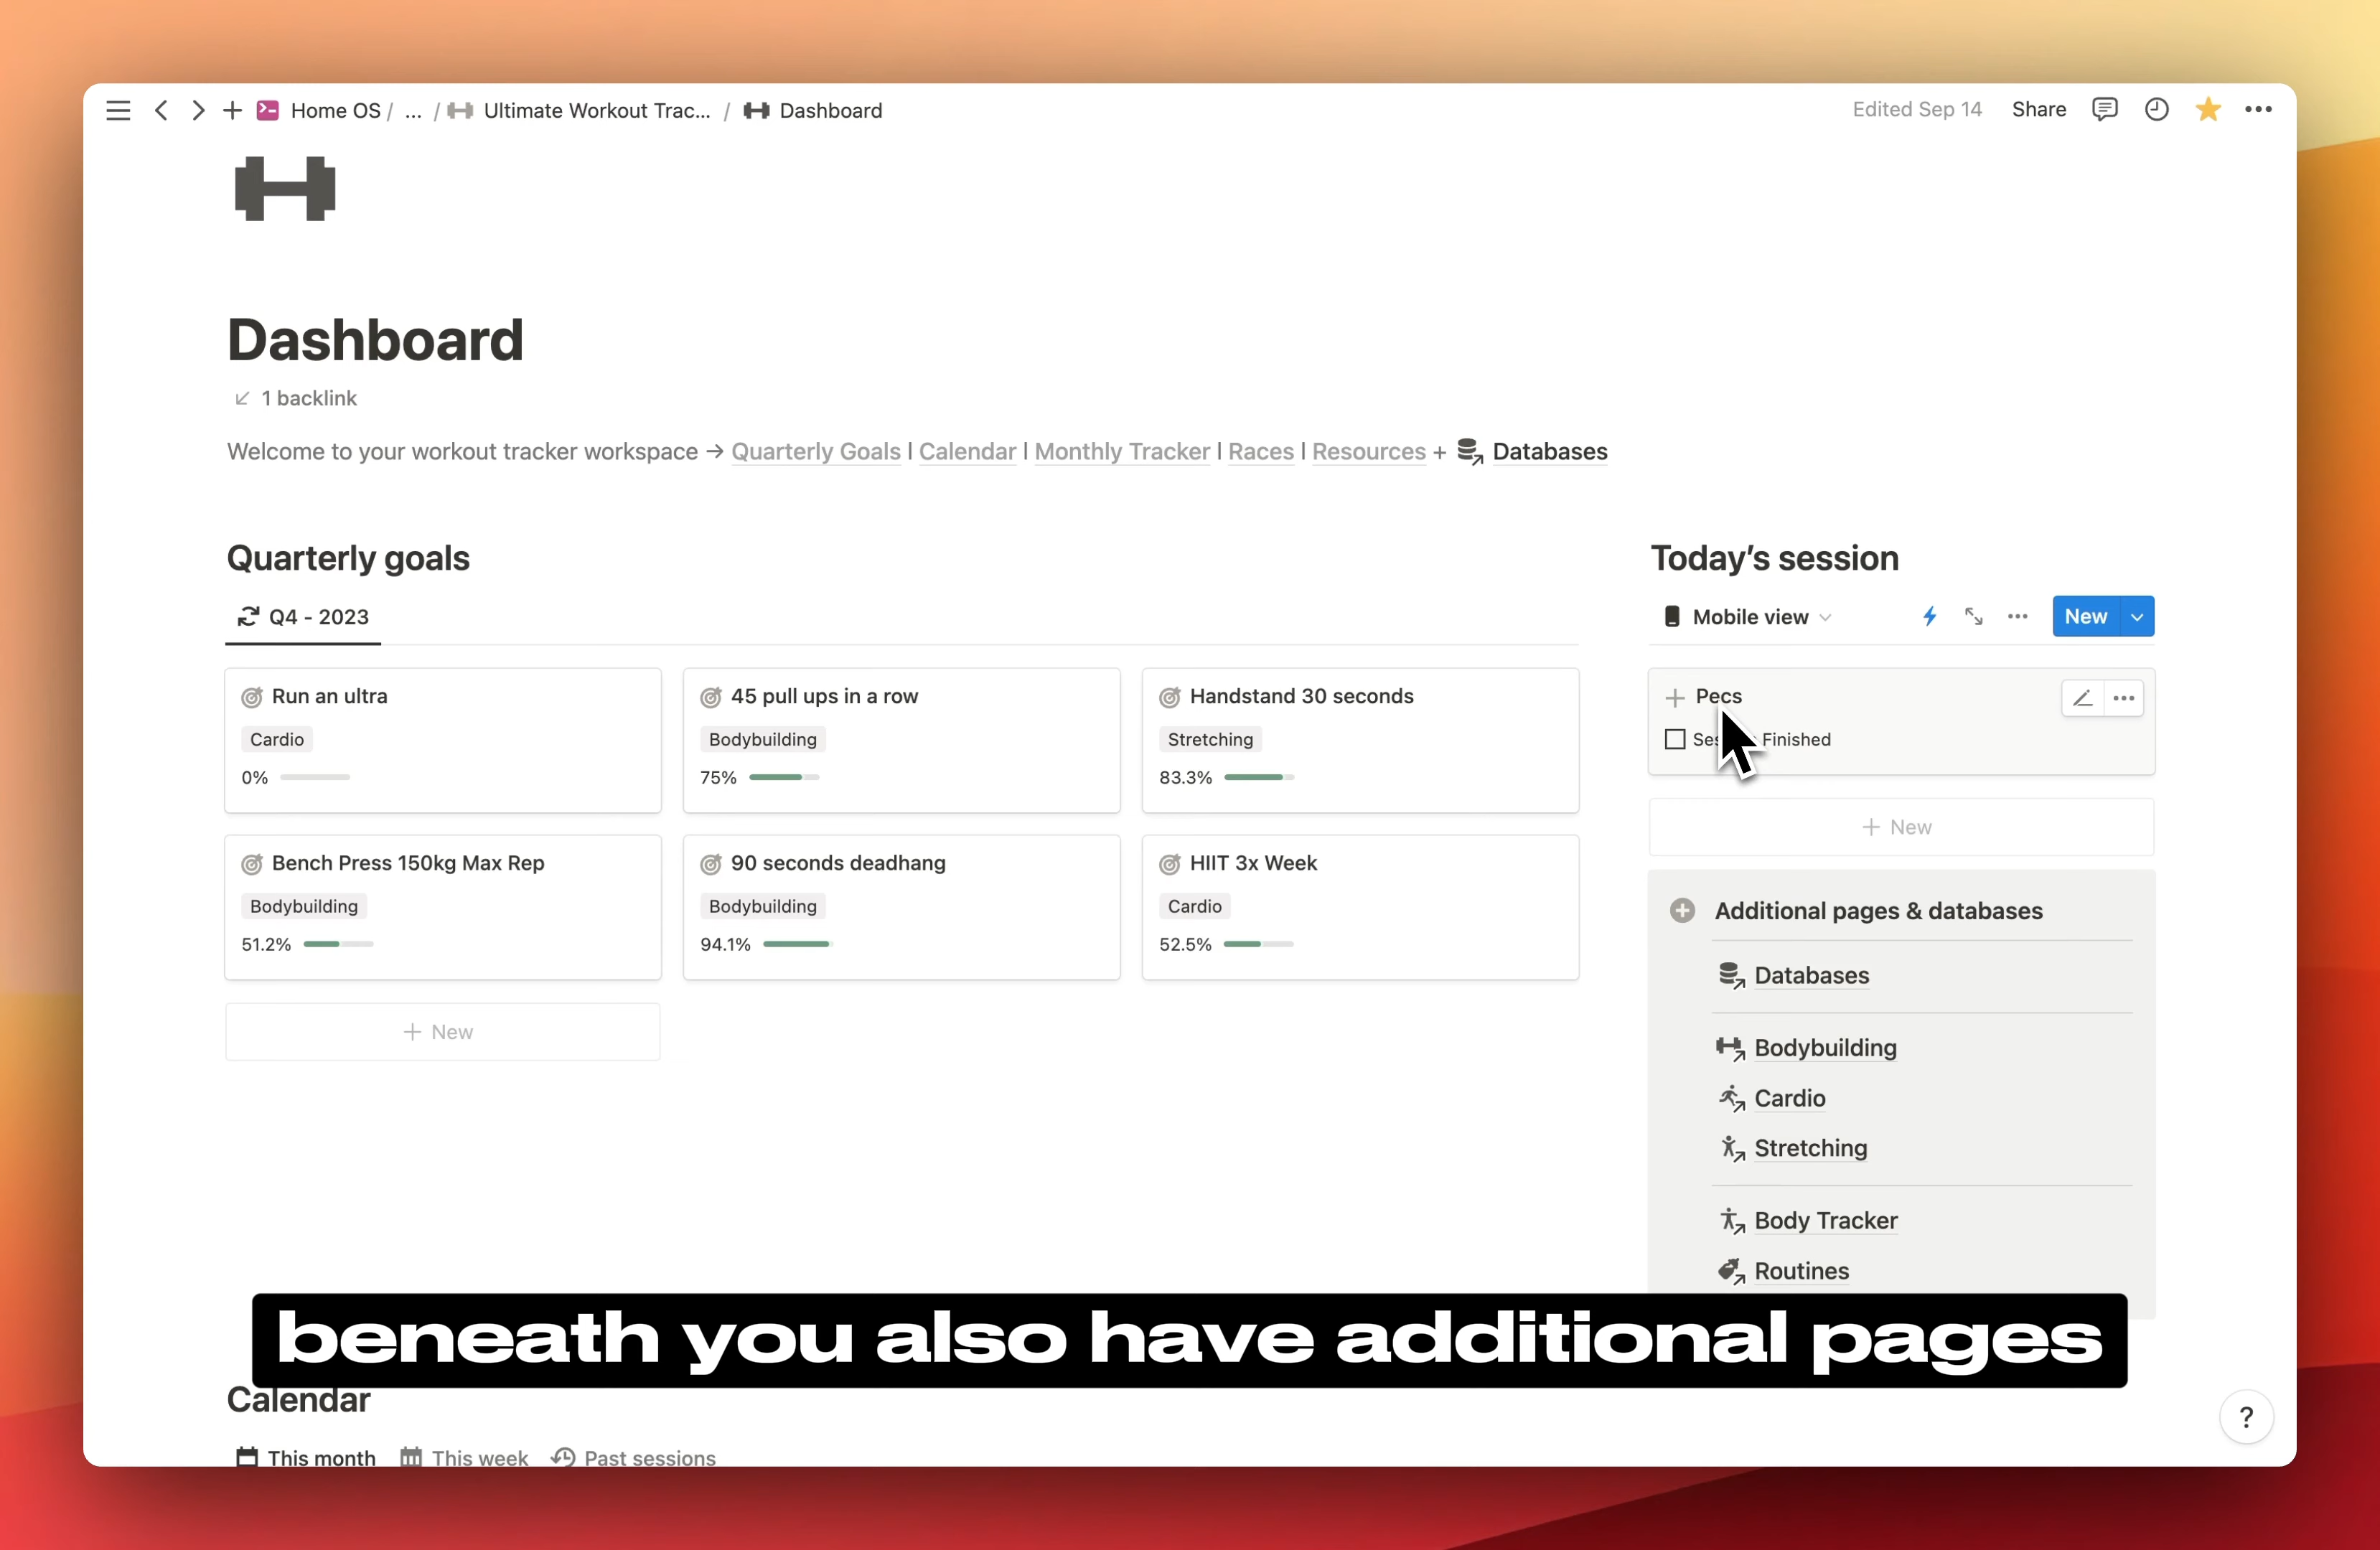 Home OS / ... / Ultimate Workout Trac... / Dashboard
Edited Sep 14 Share
Dashboard
1 backlink
Welcome to your workout tracker workspace → Quarterly Goals | Calendar | Monthly Tracker | Races | Resources + Databases
Quarterly goals
Q4 - 2023
Run an ultra
Cardio
0%
45 pull ups in a row
Bodybuilding
75%
Handstand 30 seconds
Stretching
83.3%
Bench Press 150kg Max Rep
Bodybuilding
51.2%
90 seconds deadhang
Bodybuilding
94.1%
HIIT 3x Week
Cardio
52.5%
+ New
Today's session
Mobile view
New
Pecs
Finished
+ New
Additional pages & databases
Databases
Bodybuilding
Cardio
Stretching
Body Tracker
Routines
beneath you also have additional pages
Calendar
This month This week Past sessions
?